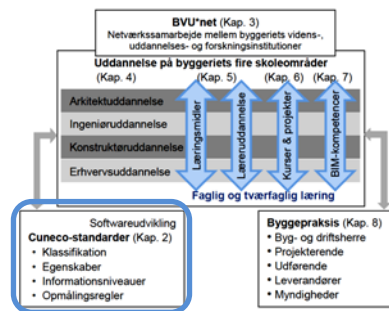 BVU*net (Kap. 3)
Netværkssamarbejde mellem byggeriets videns-,
uddannelses- og forskningsinstitutioner
Uddannelse på byggeriets fire skoleområder
(Kap. 4) (Kap. 5) (Kap. 6) (Kap. 7)
Arkitektuddannelse
Ingeniøruddannelse
Konstruktøruddannelse
Erhvervsuddannelse
Læringsmidler
Læreruddannelse
Kurser & projekter
BIM-kompetencer
Faglig og tværfaglig læring
Softwareudvikling
Cuneco-standarder (Kap. 2)
• Klassifikation
• Egenskaber
• Informationsniveauer
• Opmålingsregler
Byggepraksis (Kap. 8)
• Byg- og driftsherre
• Projekterende
• Udførende
• Leverandører
• Myndigheder